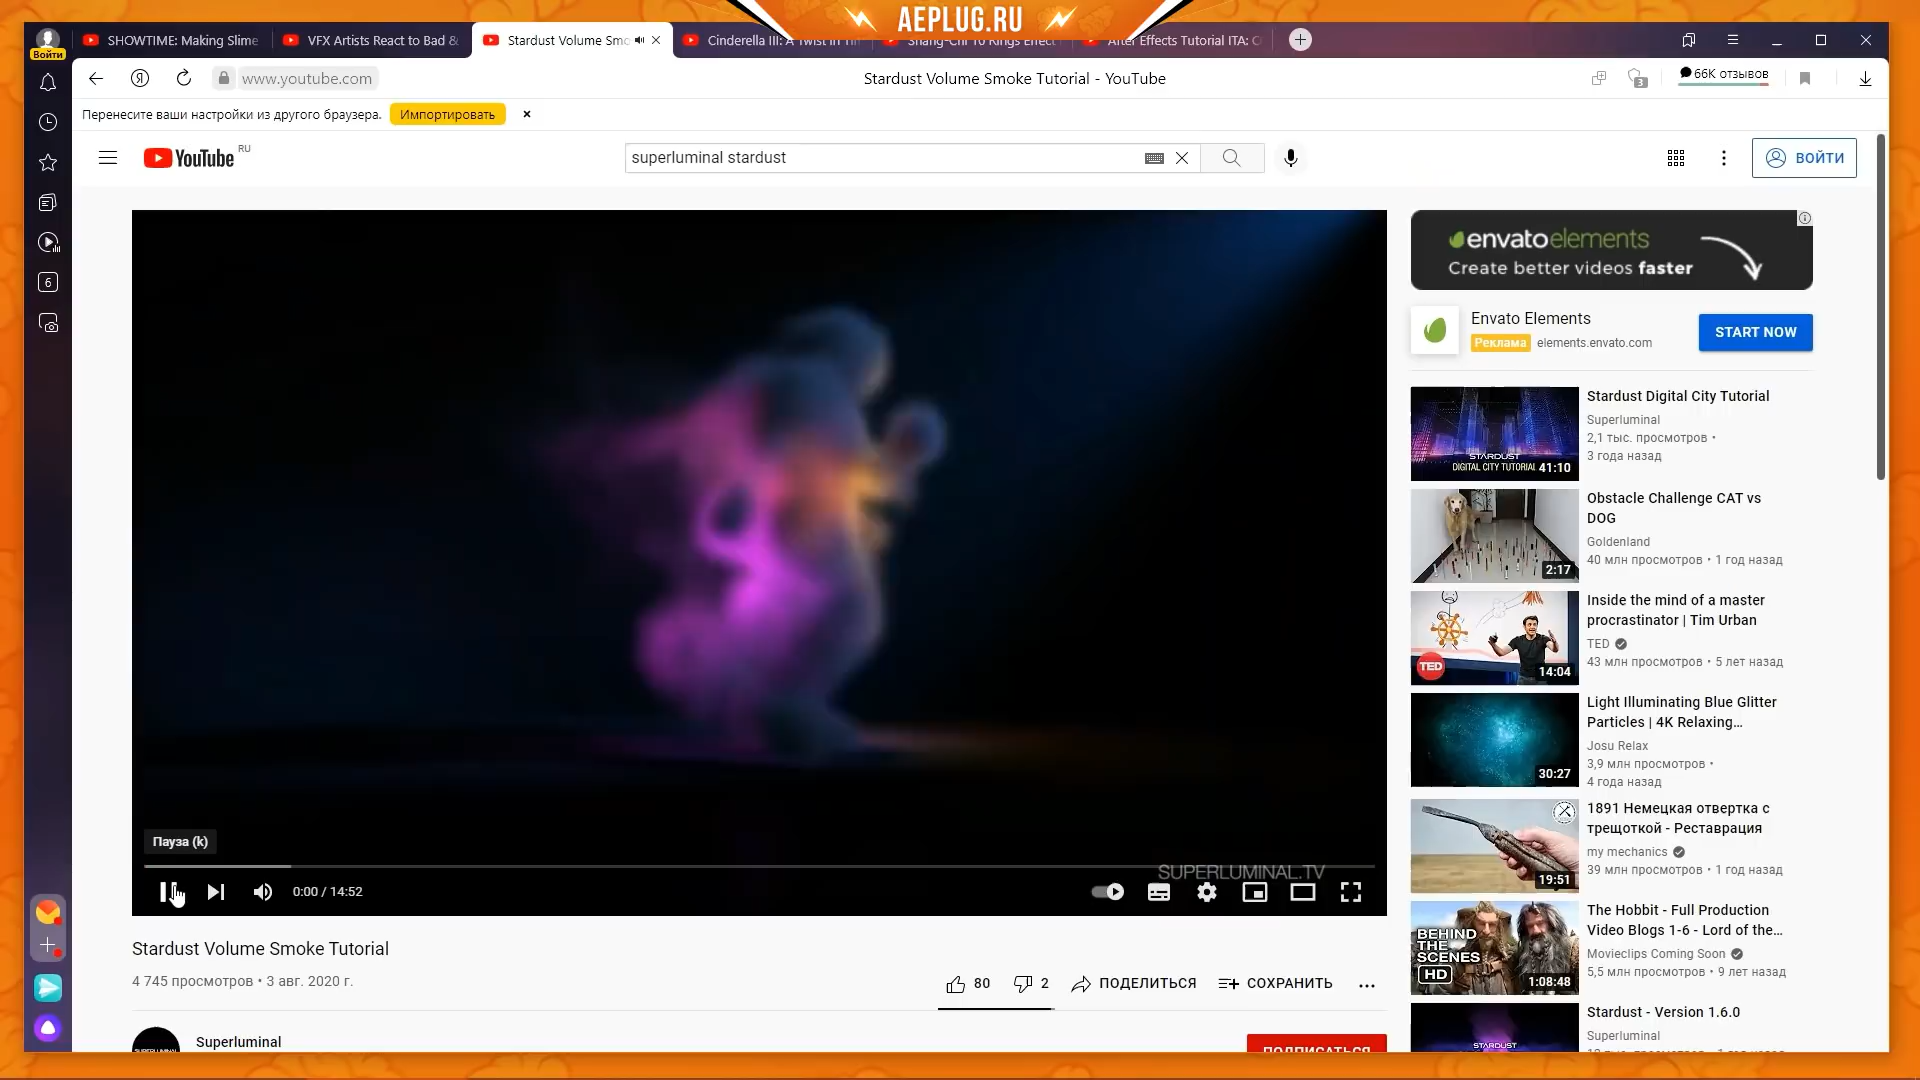 AEPLUG.RU
Войти
SHOWTIME: Making Slime
VFX Artists React to Bad &
Stardust Volume Smo
Cinderella III: A Twist in Tim
Shang-Chi 10 Rings Effect
After Effects Tutorial ITA:
www.youtube.com
Stardust Volume Smoke Tutorial - YouTube
3
66K отзывов
Перенесите ваши настройки из другого браузера.
Импортировать
YouTube
RU
superluminal stardust
ВОЙТИ
6
envatoelements
Create better videos faster
Envato Elements
Реклама
elements.envato.com
START NOW
STARDUST
DIGITAL CITY TUTORIAL
41:10
Stardust Digital City Tutorial
Superluminal
2,1 тыс. просмотров •
3 года назад
2:17
Obstacle Challenge CAT vs
DOG
Goldenland
40 млн просмотров • 1 год назад
TED
14:04
Inside the mind of a master
procrastinator | Tim Urban
TED
43 млн просмотров • 5 лет назад
30:27
Light Illuminating Blue Glitter
Particles | 4K Relaxing...
Josu Relax
3,9 млн просмотров •
4 года назад
19:51
1891 Немецкая отвертка с
трещоткой - Реставрация
my mechanics
39 млн просмотров • 1 год назад
BEHIND
THE
SCENES
HD
1:08:48
The Hobbit - Full Production
Video Blogs 1-6 - Lord of the...
Movieclips Coming Soon
5,5 млн просмотров • 9 лет назад
STARDUST
Stardust - Version 1.6.0
Superluminal
Пауза (k)
SUPERLUMINAL.TV
0:00 / 14:52
Stardust Volume Smoke Tutorial
4 745 просмотров • 3 авг. 2020 г.
80
2
ПОДЕЛИТЬСЯ
СОХРАНИТЬ
SUPERLUMINAL
Superluminal
ПОДПИСАТЬСЯ